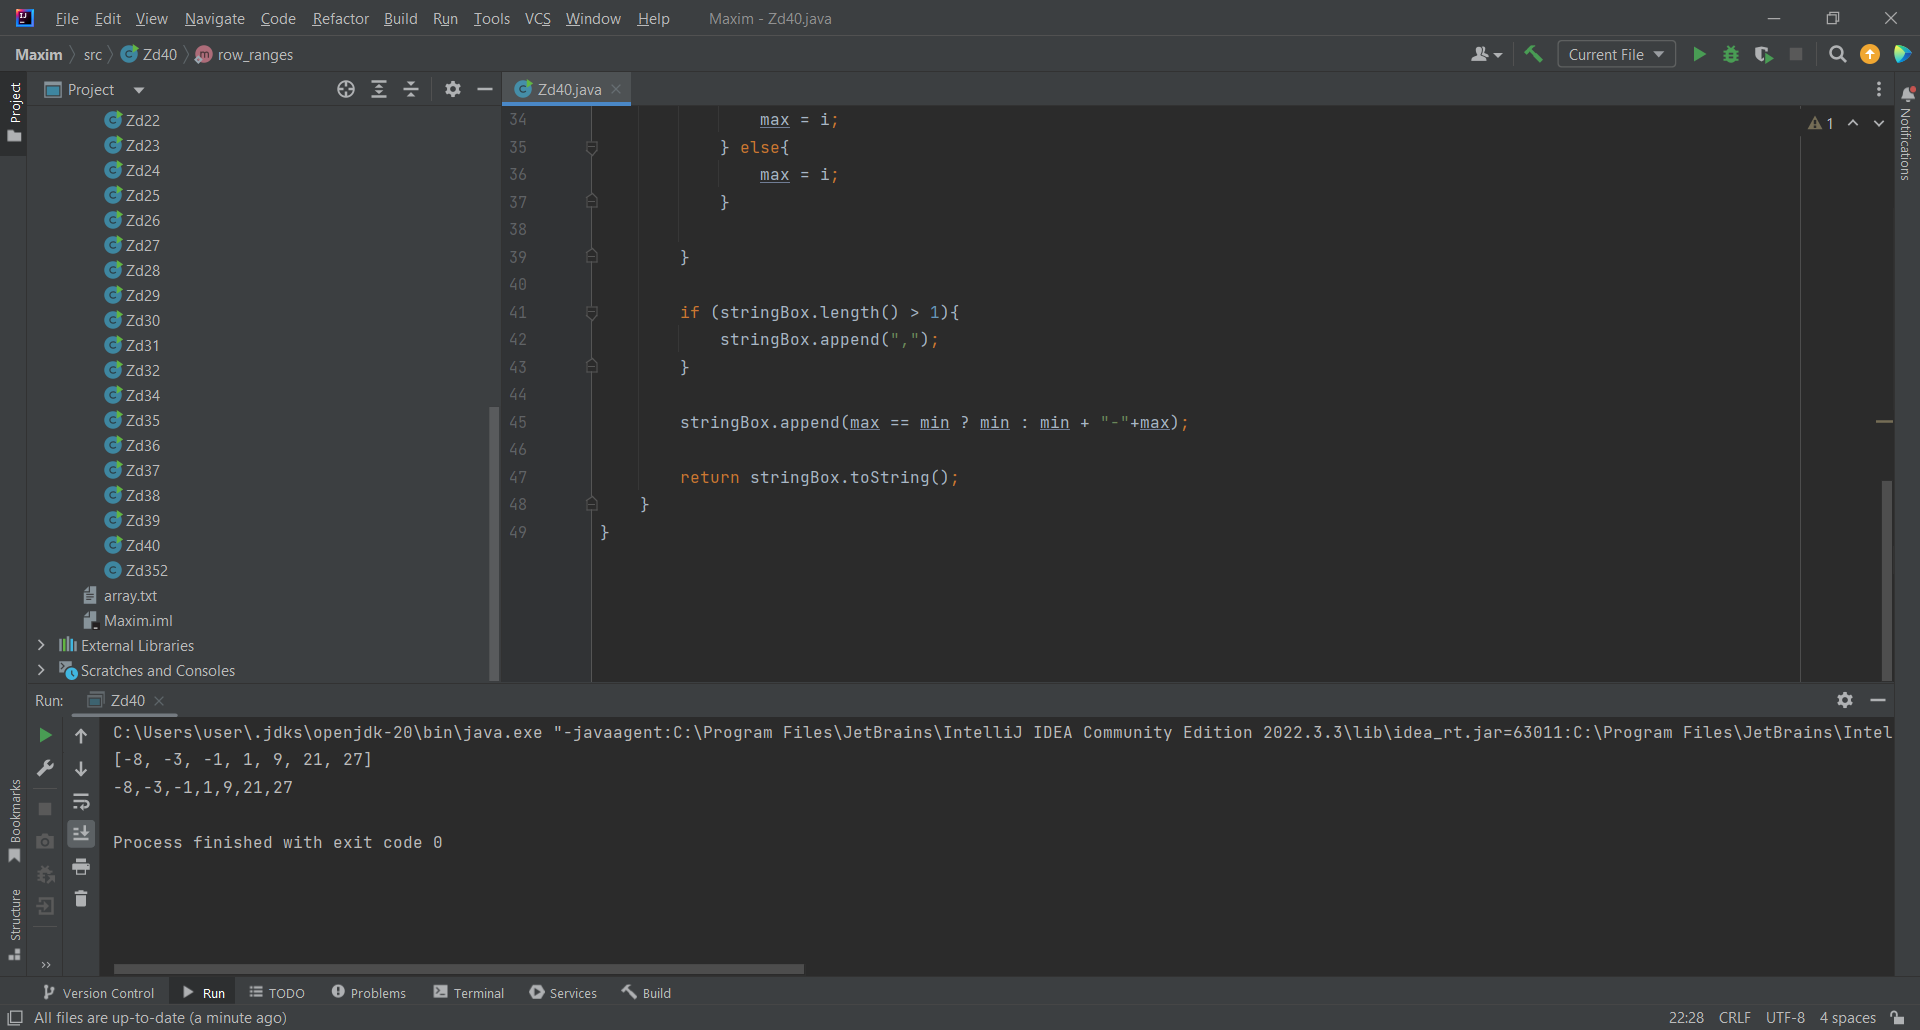 File Edit View Navigate Code Refactor Build Run Tools VCS Window Help Maxim - Zd40.java
Maxim src Zd40 row_ranges Current File
Project
Project
Zd40.java
Notifications
Zd22
Zd23
Zd24
Zd25
Zd26
Zd27
Zd28
Zd29
Zd30
Zd31
Zd32
Zd34
Zd35
Zd36
Zd37
Zd38
Zd39
Zd40
Zd352
array.txt
Maxim.iml
External Libraries
Scratches and Consoles
1
34 max = i;
35 } else{
36 max = i;
37 }
38
39 }
40
41 if (stringBox.length() > 1){
42 stringBox.append(",");
43 }
44
45 stringBox.append(max == min ? min : min + "-"+max);
46
47 return stringBox.toString();
48 }
49 }
Run: Zd40
C:\Users\user\.jdks\openjdk-20\bin\java.exe "-javaagent:C:\Program Files\JetBrains\IntelliJ IDEA Community Edition 2022.3.3\lib\idea_rt.jar=63011:C:\Program Files\JetBrains\Intel
[-8, -3, -1, 1, 9, 21, 27]
-8,-3,-1,1,9,21,27
Process finished with exit code 0
Bookmarks
Structure
Version Control Run TODO Problems Terminal Services Build
All files are up-to-date (a minute ago) 22:28 CRLF UTF-8 4 spaces